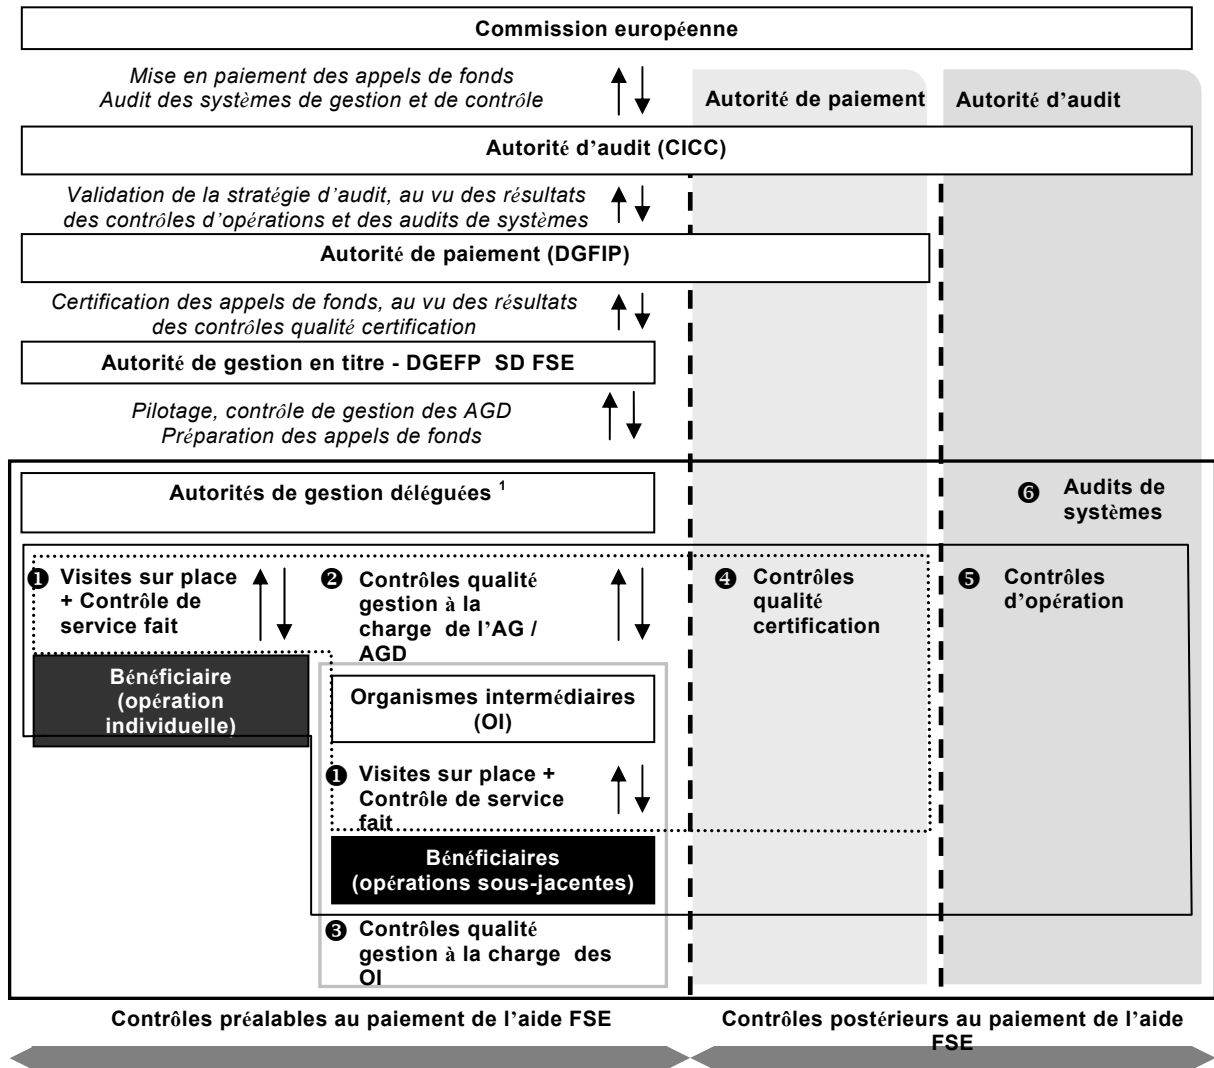 Commission européenne
Mise en paiement des appels de fonds
Audit des systèmes de gestion et de contrôle
Autorité de paiement
Autorité d'audit
Autorité d'audit (CICC)
Validation de la stratégie d'audit, au vu des résultats
des contrôles d'opérations et des audits de systèmes
Autorité de paiement (DGFIP)
Certification des appels de fonds, au vu des résultats
des contrôles qualité certification
Autorité de gestion en titre - DGEFP SD FSE
Pilotage, contrôle de gestion des AGD
Préparation des appels de fonds
Autorités de gestion déléguées ¹
❻ Audits de
systèmes
❶ Visites sur place
+ Contrôle de
service fait
❷ Contrôles qualité
gestion à la
charge de l'AG /
AGD
❹ Contrôles
qualité
certification
❺ Contrôles
d'opération
Bénéficiaire
(opération
individuelle)
Organismes intermédiaires
(OI)
❶ Visites sur place +
Contrôle de service
fait
Bénéficiaires
(opérations sous-jacentes)
❸ Contrôles qualité
gestion à la charge des
OI
Contrôles préalables au paiement de l'aide FSE
Contrôles postérieurs au paiement de l'aide
FSE